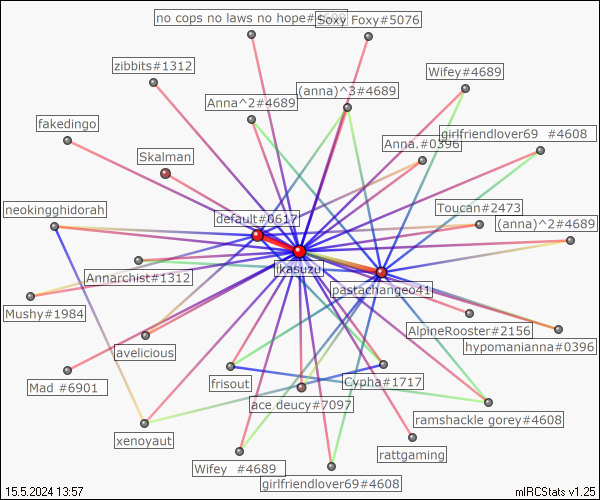 no cops no laws no hope#4608
Soxy Foxy#5076
zibbits#1312
Wifey#4689
(anna)^3#4689
Anna^2#4689
fakedingo
girlfriendlover69 #4608
Anna.#0396
Skalman
neokingghidorah
default#0617
Toucan#2473
(anna)^2#4689
ikasuzu
Annarchist#1312
pastachangeo41
Mushy#1984
AlpineRooster#2156
hypomanianna#0396
avelicious
Mad #6901
frisout
Cypha#1717
ace deucy#7097
ramshackle gorey#4608
xenoyaut
rattgaming
Wifey #4689
girlfriendlover69#4608
15.5.2024 13:57
mIRCStats v1.25